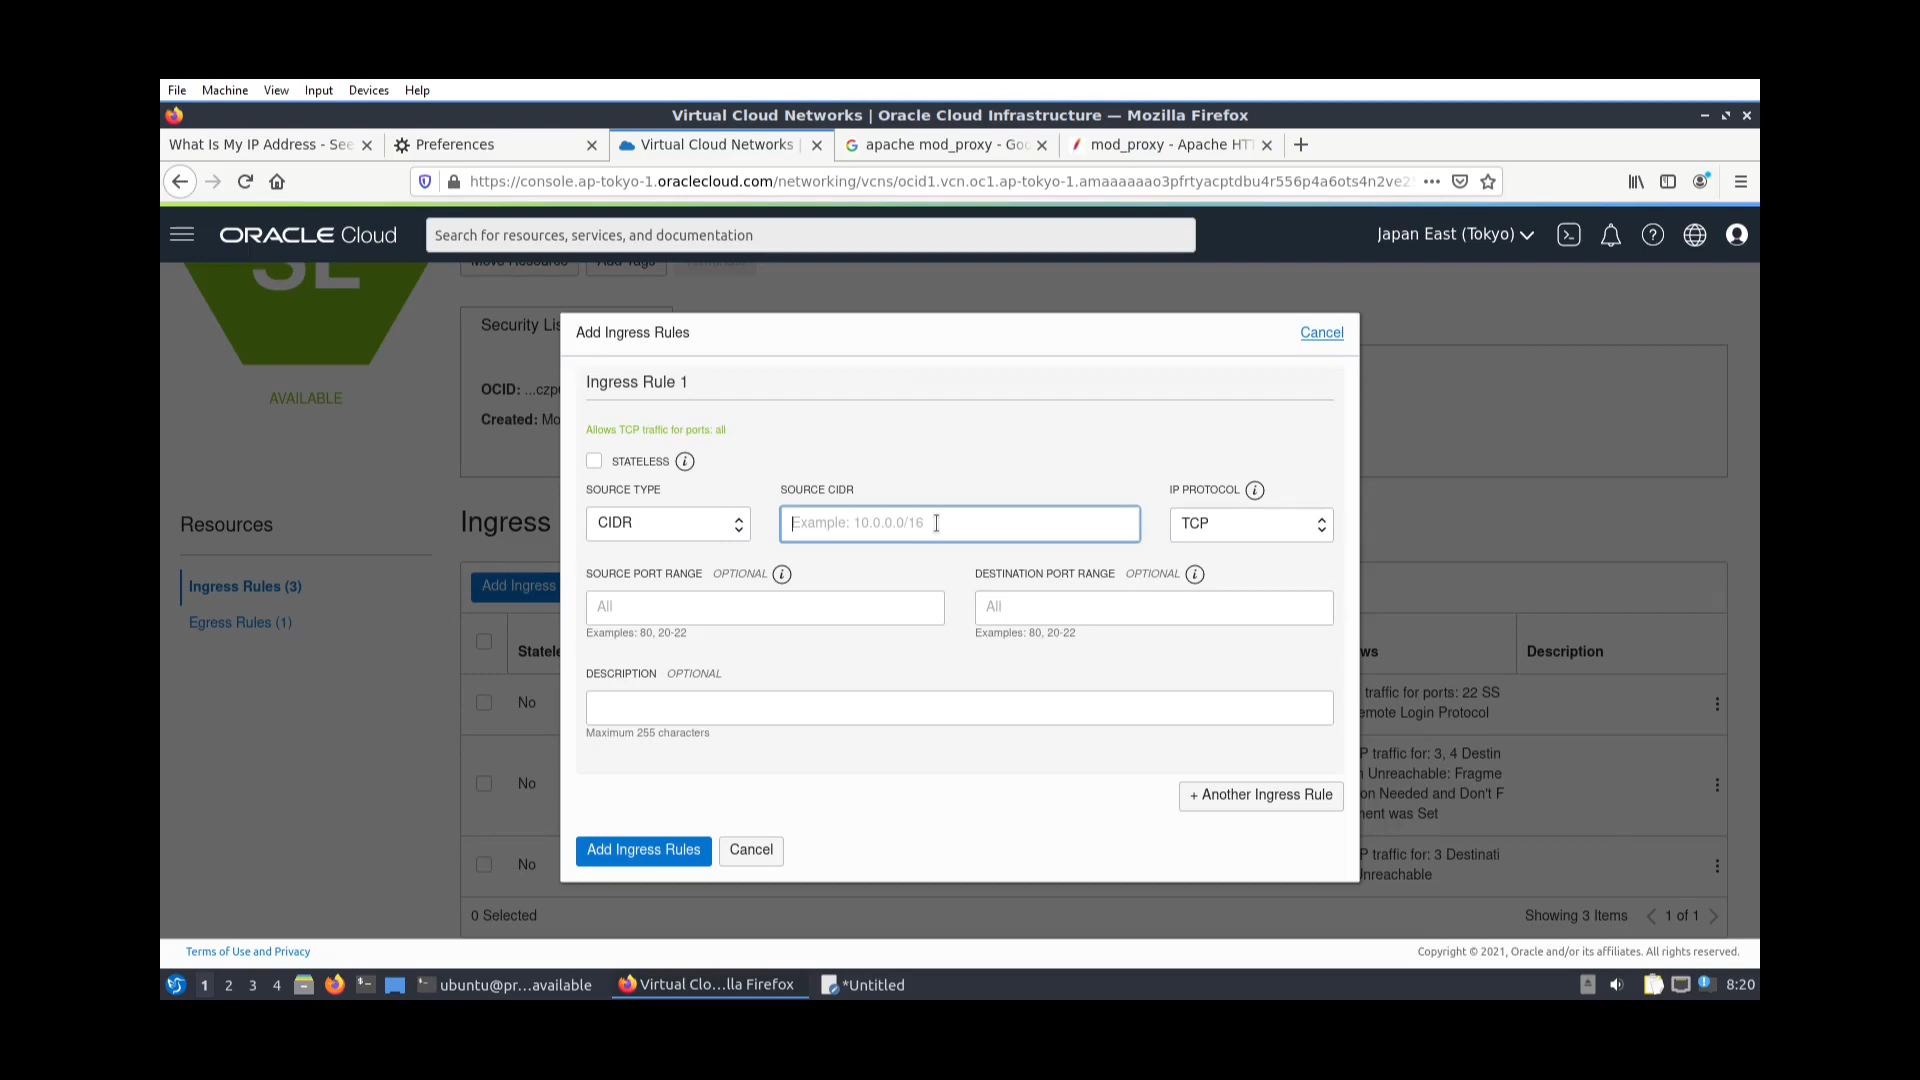 File Machine View Input Devices Help
Virtual Cloud Networks | Oracle Cloud Infrastructure — Mozilla Firefox
What Is My IP Address - See
Preferences
Virtual Cloud Networks |
apache mod_proxy - Goo
mod_proxy - Apache HTT
https://console.ap-tokyo-1.oraclecloud.com/networking/vcns/ocid1.vcn.oc1.ap-tokyo-1.amaaaaaao3pfrtyacptdbu4r556p4a6ots4n2ve2
ORACLE Cloud
Search for resources, services, and documentation
Japan East (Tokyo)
SL
Move Resource
Add Tags
AVAILABLE
Security Lis
OCID: ...czp
Created: Mo
Add Ingress Rules
Cancel
Ingress Rule 1
Allows TCP traffic for ports: all
STATELESS
SOURCE TYPE
SOURCE CIDR
IP PROTOCOL
CIDR
Example: 10.0.0.0/16
TCP
SOURCE PORT RANGE OPTIONAL
DESTINATION PORT RANGE OPTIONAL
All
All
Examples: 80, 20-22
Examples: 80, 20-22
DESCRIPTION OPTIONAL
Maximum 255 characters
+ Another Ingress Rule
Add Ingress Rules
Cancel
Resources
Ingress Rules (3)
Egress Rules (1)
Ingress
Add Ingress
Statele
ws
Description
No
traffic for ports: 22 SS
emote Login Protocol
No
P traffic for: 3, 4 Destin
Unreachable: Fragme
on Needed and Don't F
ment was Set
No
P traffic for: 3 Destinati
nreachable
0 Selected
Showing 3 Items
1 of 1
Terms of Use and Privacy
Copyright © 2021, Oracle and/or its affiliates. All rights reserved.
1 2 3 4
ubuntu@pr...available
Virtual Clo...lla Firefox
*Untitled
8:20